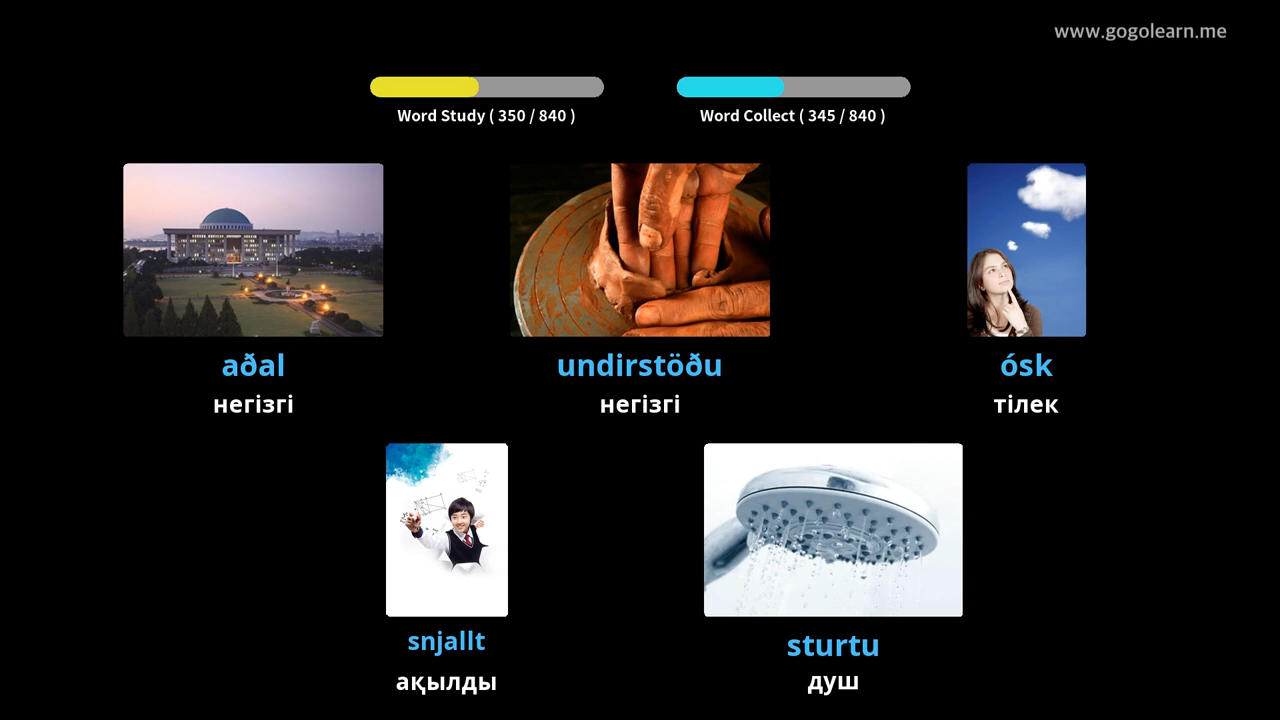 www.gogolearn.me
Word Study ( 350 / 840 )
Word Collect ( 345 / 840 )
aðal
негізгі
undirstöðu
негізгі
ósk
тілек
snjallt
ақылды
sturtu
душ